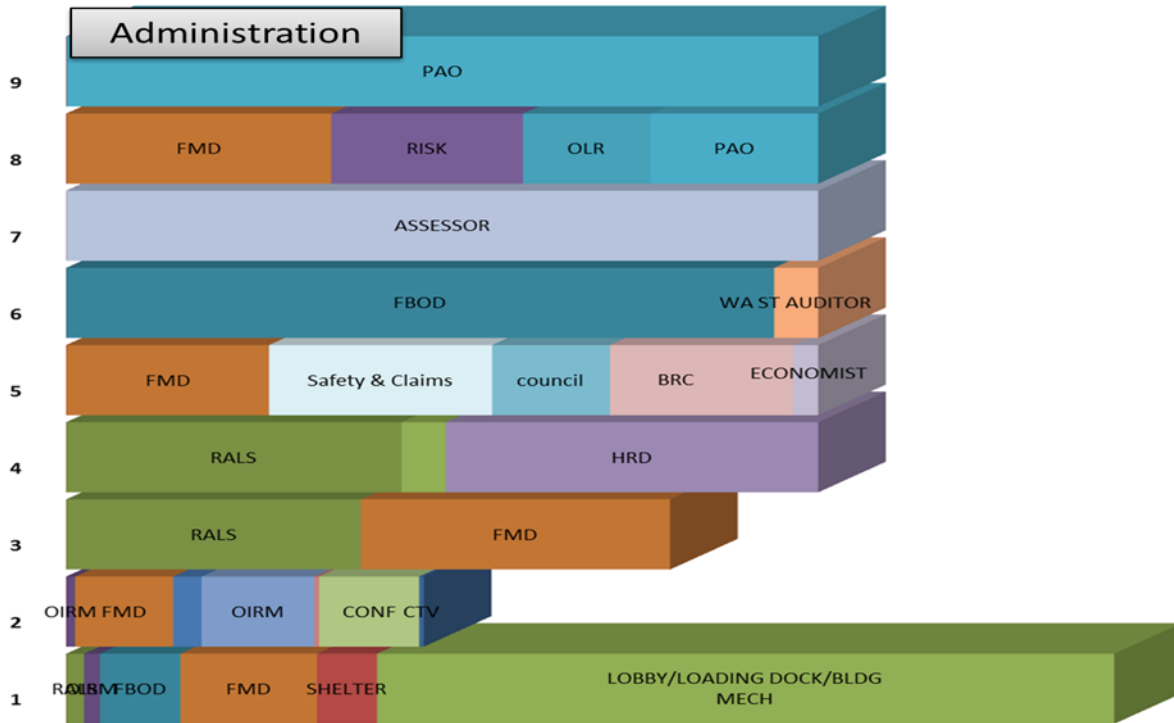 Administration
9
PAO
8
FMD RISK OLR PAO
7
ASSESSOR
6
FBOD WA ST AUDITOR
5
FMD Safety & Claims council BRC ECONOMIST
4
RALS HRD
3
RALS FMD
2
OIRM FMD OIRM CONF CTV
1
RALS FBOD FMD SHELTER LOBBY/LOADING DOCK/BLDG
MECH